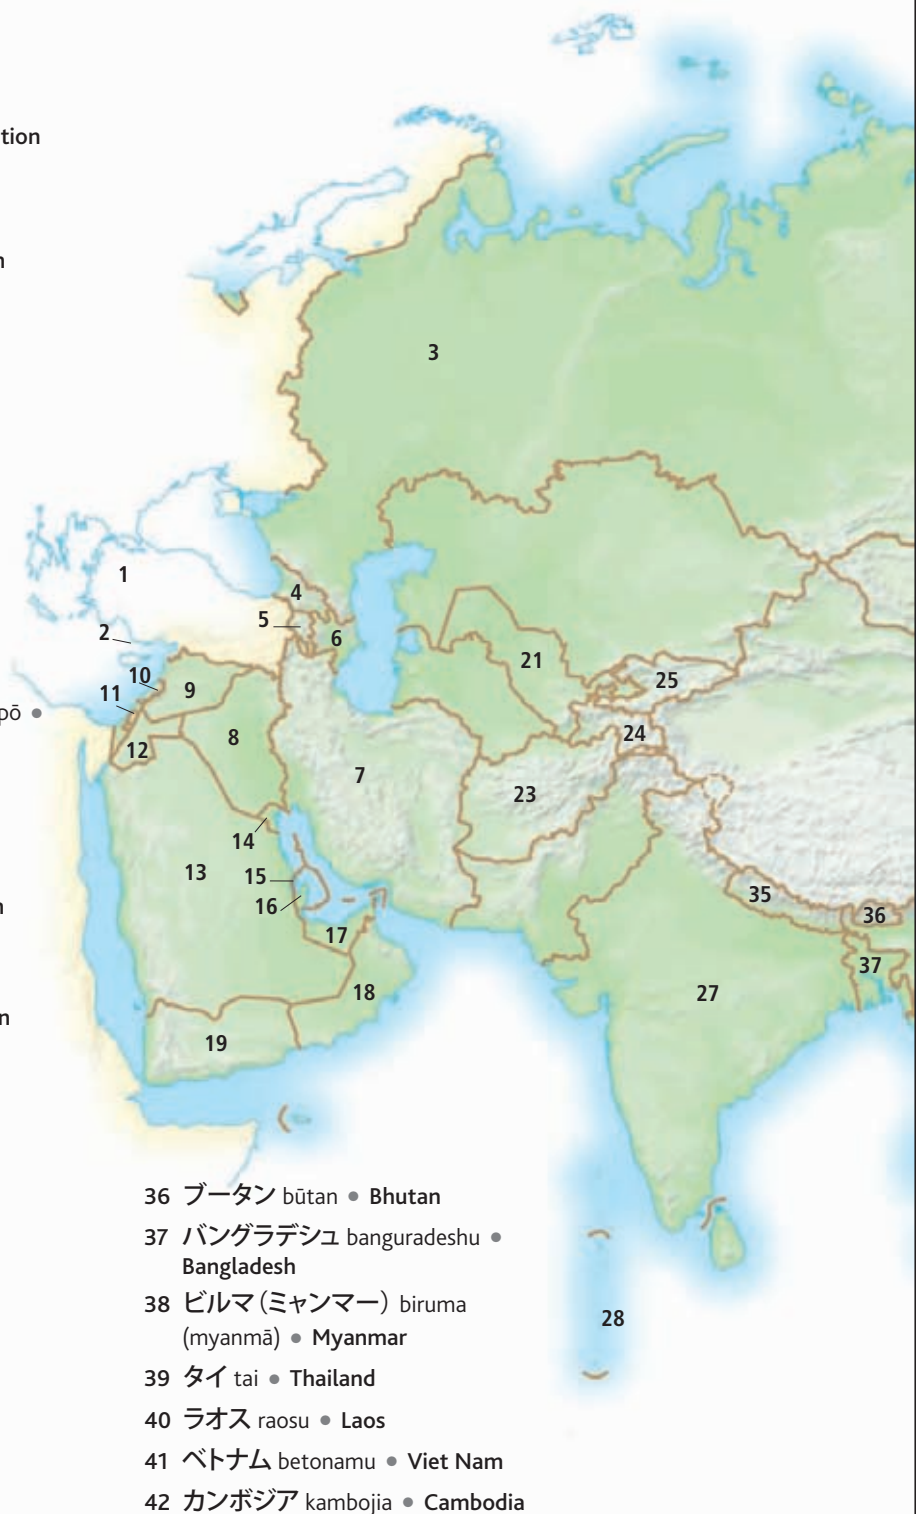 tion
n
1
2
3
4
5
6
7
8
9
10
11
12
13
14
15
16
17
18
19
21
23
24
25
27
28
35
36
37
pō ●
n
n
36 ブータン būtan ● Bhutan
37 バングラデシュ banguradeshu ●
Bangladesh
38 ビルマ（ミャンマー） biruma
(myanmā) ● Myanmar
39 タイ tai ● Thailand
40 ラオス raosu ● Laos
41 ベトナム betonamu ● Viet Nam
42 カンボジア kambojia ● Cambodia